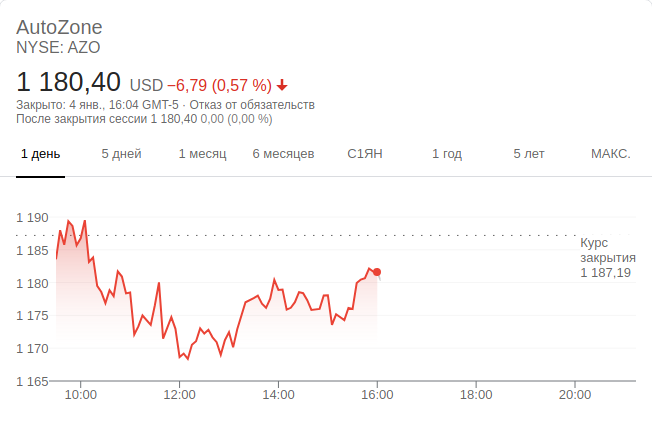 AutoZone
NYSE: AZO
1 180,40 USD −6,79 (0,57 %)
Закрыто: 4 янв., 16:04 GMT-5 · Отказ от обязательств
После закрытия сессии 1 180,40 0,00 (0,00 %)
1 день 5 дней 1 месяц 6 месяцев С1ЯН 1 год 5 лет МАКС.
1 190
Курс
закрытия
1 187,19
1 185
1 180
1 175
1 170
1 165
10:00 12:00 14:00 16:00 18:00 20:00